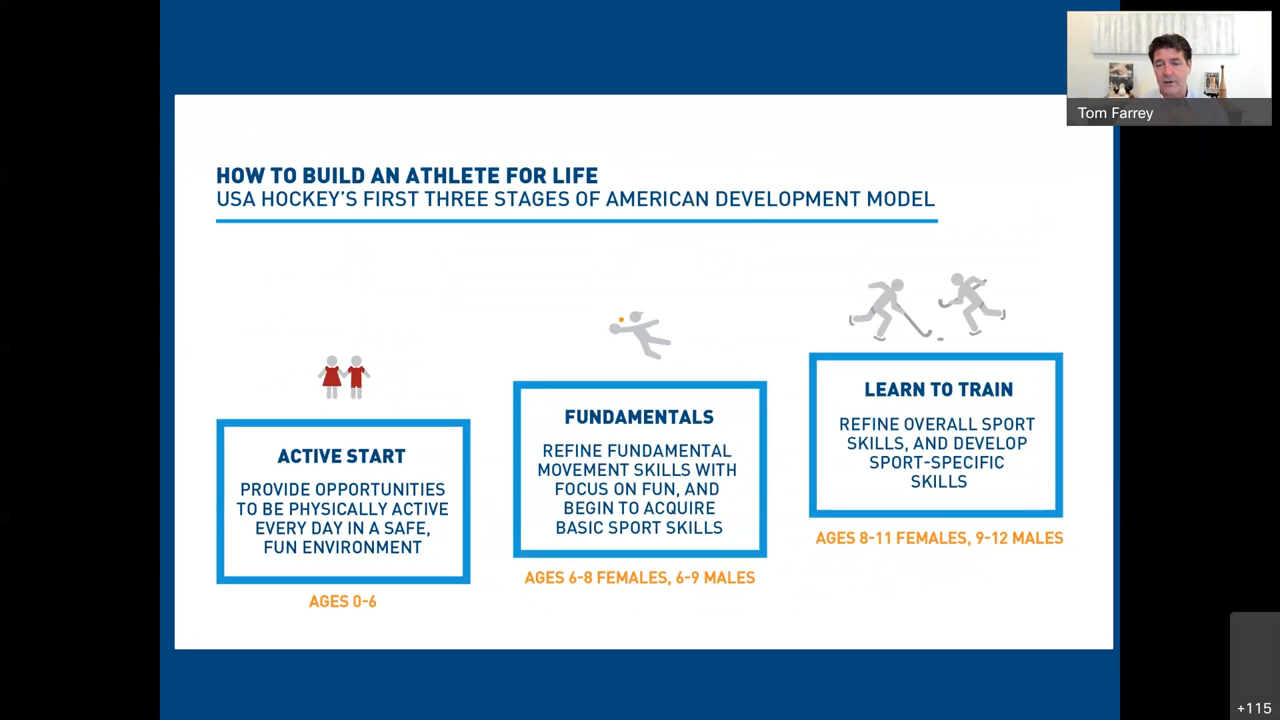 Tom Farrey
HOW TO BUILD AN ATHLETE FOR LIFE
USA HOCKEY'S FIRST THREE STAGES OF AMERICAN DEVELOPMENT MODEL
ACTIVE START
PROVIDE OPPORTUNITIES
TO BE PHYSICALLY ACTIVE
EVERY DAY IN A SAFE,
FUN ENVIRONMENT
AGES 0-6
FUNDAMENTALS
REFINE FUNDAMENTAL
MOVEMENT SKILLS WITH
FOCUS ON FUN, AND
BEGIN TO ACQUIRE
BASIC SPORT SKILLS
AGES 6-8 FEMALES, 6-9 MALES
LEARN TO TRAIN
REFINE OVERALL SPORT
SKILLS, AND DEVELOP
SPORT-SPECIFIC
SKILLS
AGES 8-11 FEMALES, 9-12 MALES
+115